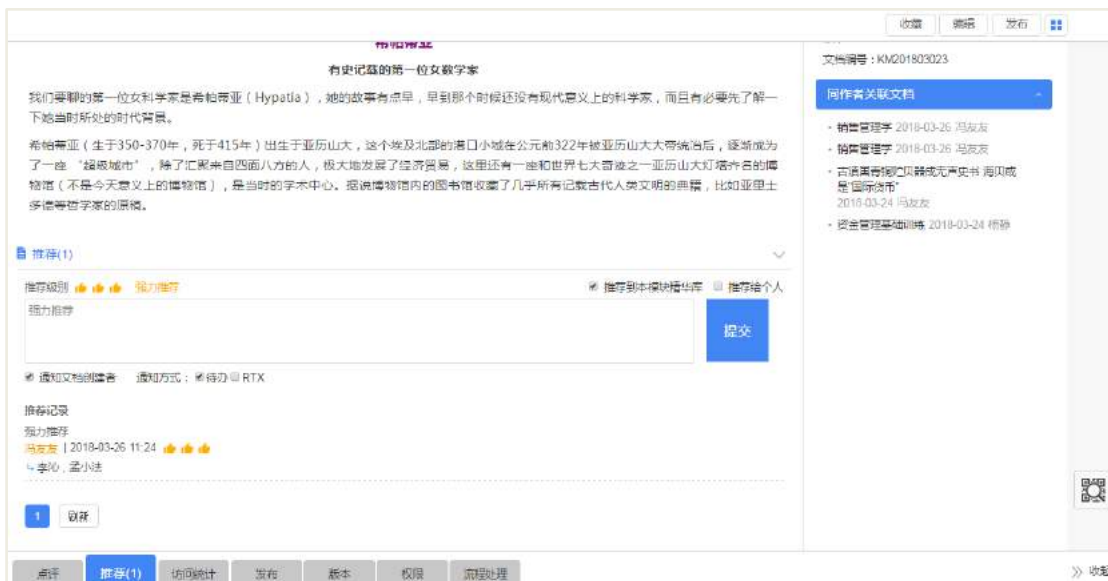 收藏 编辑 发布
希帕蒂亚
有史记载的第一位女数学家
我们要聊的第一位女科学家是希帕蒂亚（Hypatia），她的故事有点早，早到那个时候还没有现代意义上的科学家，而且有必要先了解一
下她当时所处的时代背景。
希帕蒂亚（生于350-370年，死于415年）出生于亚历山大，这个埃及北部的港口小城在公元前322年被亚历山大大帝统治后，逐渐成为
了一座 “超级城市”，除了汇聚来自四面八方的人，极大地发展了经济贸易，这里还有一座和世界七大奇迹之一亚历山大灯塔齐名的博
物馆（不是今天意义上的博物馆），是当时的学术中心。据说博物馆内的图书馆收藏了几乎所有记载古代人类文明的典籍，比如亚里士
多德等哲学家的原稿。
推荐(1)
推荐级别 强力推荐 推荐到本模块精华库 推荐给个人
强力推荐
提交
通知文档创建者 通知方式：待办 RTX
推荐记录
强力推荐
冯友友 | 2018-03-26 11:24
李沁，孟小法
1 刷新
文档编号：KM201803023
同作者关联文档
销售管理学 2018-03-26 冯友友
销售管理学 2018-03-26 冯友友
是“国际货币”
2018-03-24 冯友友
资金管理基础训练 2018-03-24
点评 推荐(1) 访问统计 发布 版本 权限 流程处理
收起